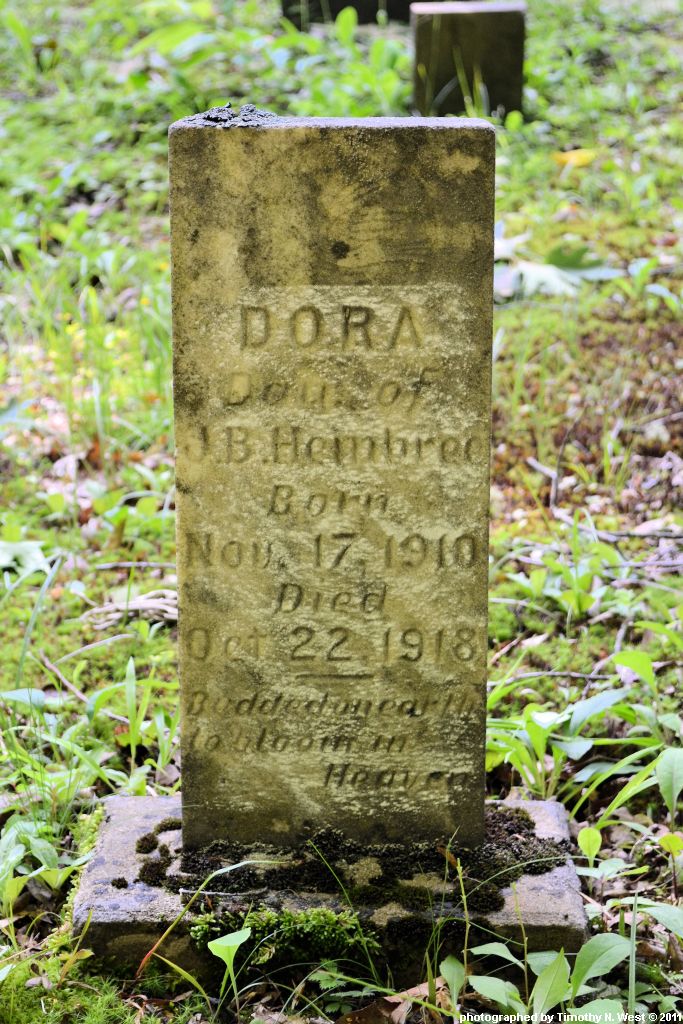 DORA
Dau. of
J.B. Hembree
Born
Nov. 17, 1910
Died
Oct 22 1918
Budded on earth
to bloom in
Heaven
photographed by Timothy N. West © 2011